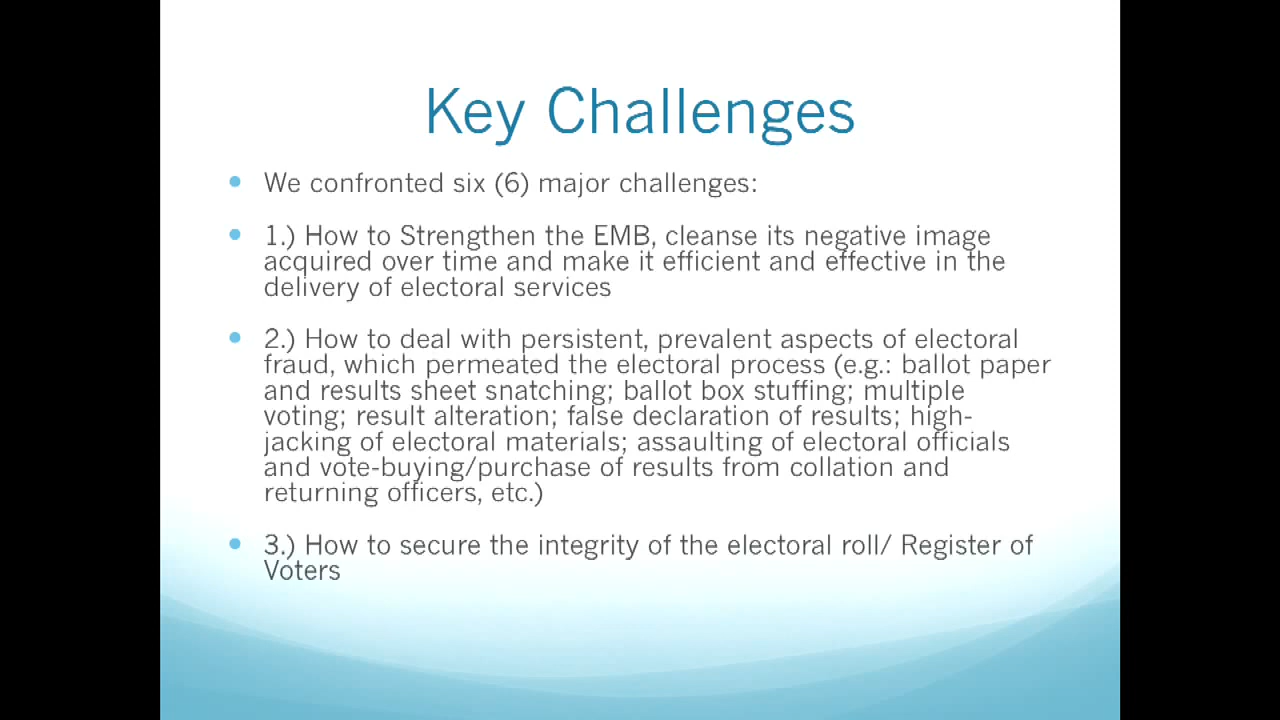 Key Challenges
We confronted six (6) major challenges:
1.) How to Strengthen the EMB, cleanse its negative image
acquired over time and make it efficient and effective in the
delivery of electoral services
2.) How to deal with persistent, prevalent aspects of electoral
fraud, which permeated the electoral process (e.g.: ballot paper
and results sheet snatching; ballot box stuffing; multiple
voting; result alteration; false declaration of results; high-
jacking of electoral materials; assaulting of electoral officials
and vote-buying/purchase of results from collation and
returning officers, etc.)
3.) How to secure the integrity of the electoral roll/ Register of
Voters